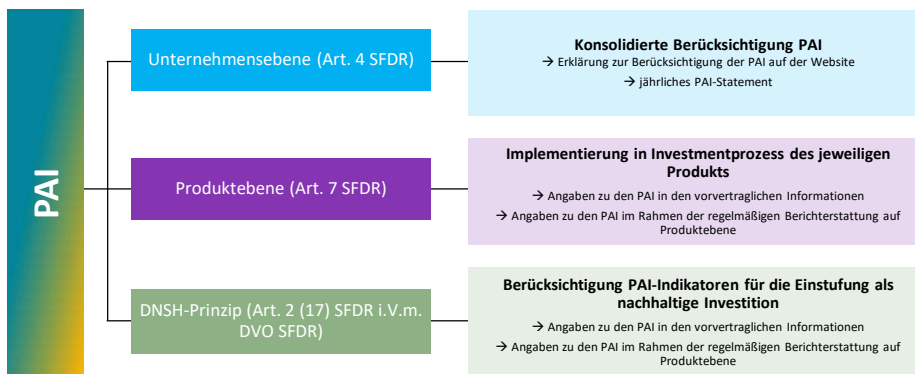 PAI
Unternehmensebene (Art. 4 SFDR)
Konsolidierte Berücksichtigung PAI
→ Erklärung zur Berücksichtigung der PAI auf der Website
→ jährliches PAI-Statement
Produktebene (Art. 7 SFDR)
Implementierung in Investmentprozess des jeweiligen
Produkts
→ Angaben zu den PAI in den vorvertraglichen Informationen
→ Angaben zu den PAI im Rahmen der regelmäßigen Berichterstattung auf
Produktebene
DNSH-Prinzip (Art. 2 (17) SFDR i.V.m.
DVO SFDR)
Berücksichtigung PAI-Indikatoren für die Einstufung als
nachhaltige Investition
→ Angaben zu den PAI in den vorvertraglichen Informationen
→ Angaben zu den PAI im Rahmen der regelmäßigen Berichterstattung auf
Produktebene